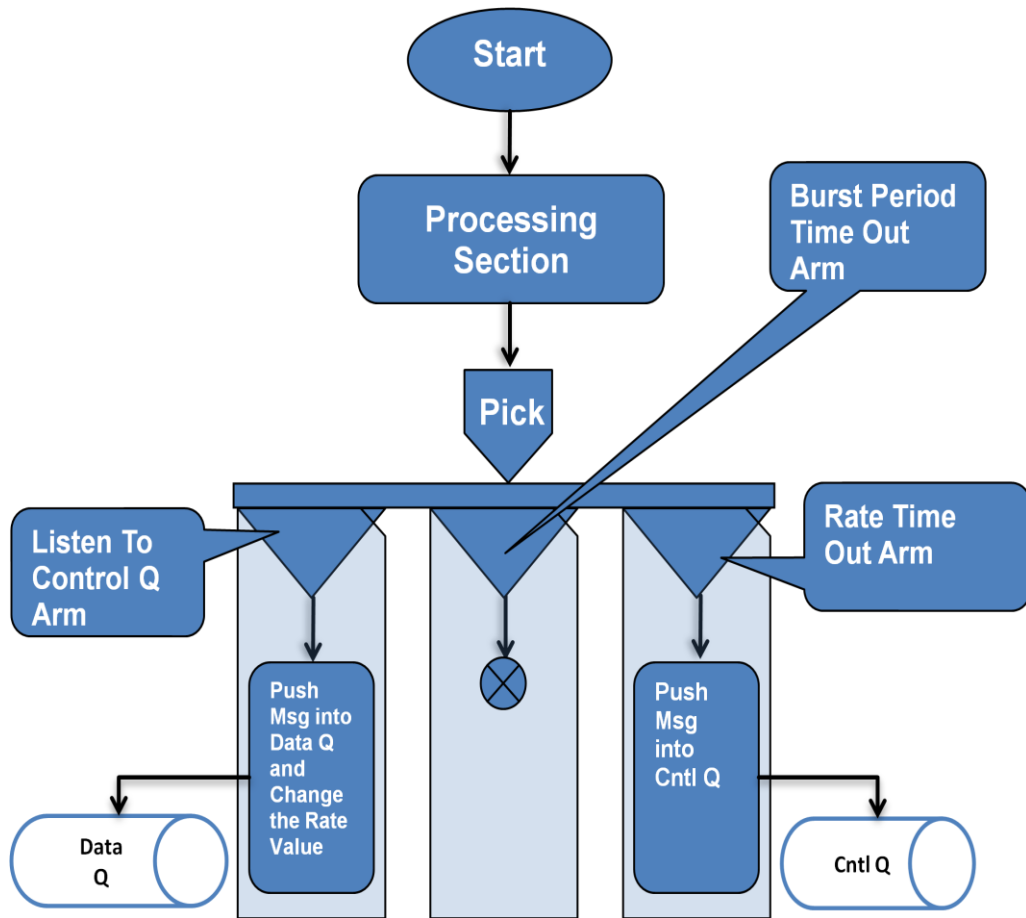 Start
Processing
Section
Burst Period
Time Out
Arm
Pick
Listen To
Control Q
Arm
Rate Time
Out Arm
Push
Msg into
Data Q
and
Change
the Rate
Value
Push
Msg
into
Cntl Q
Data
Q
Cntl Q